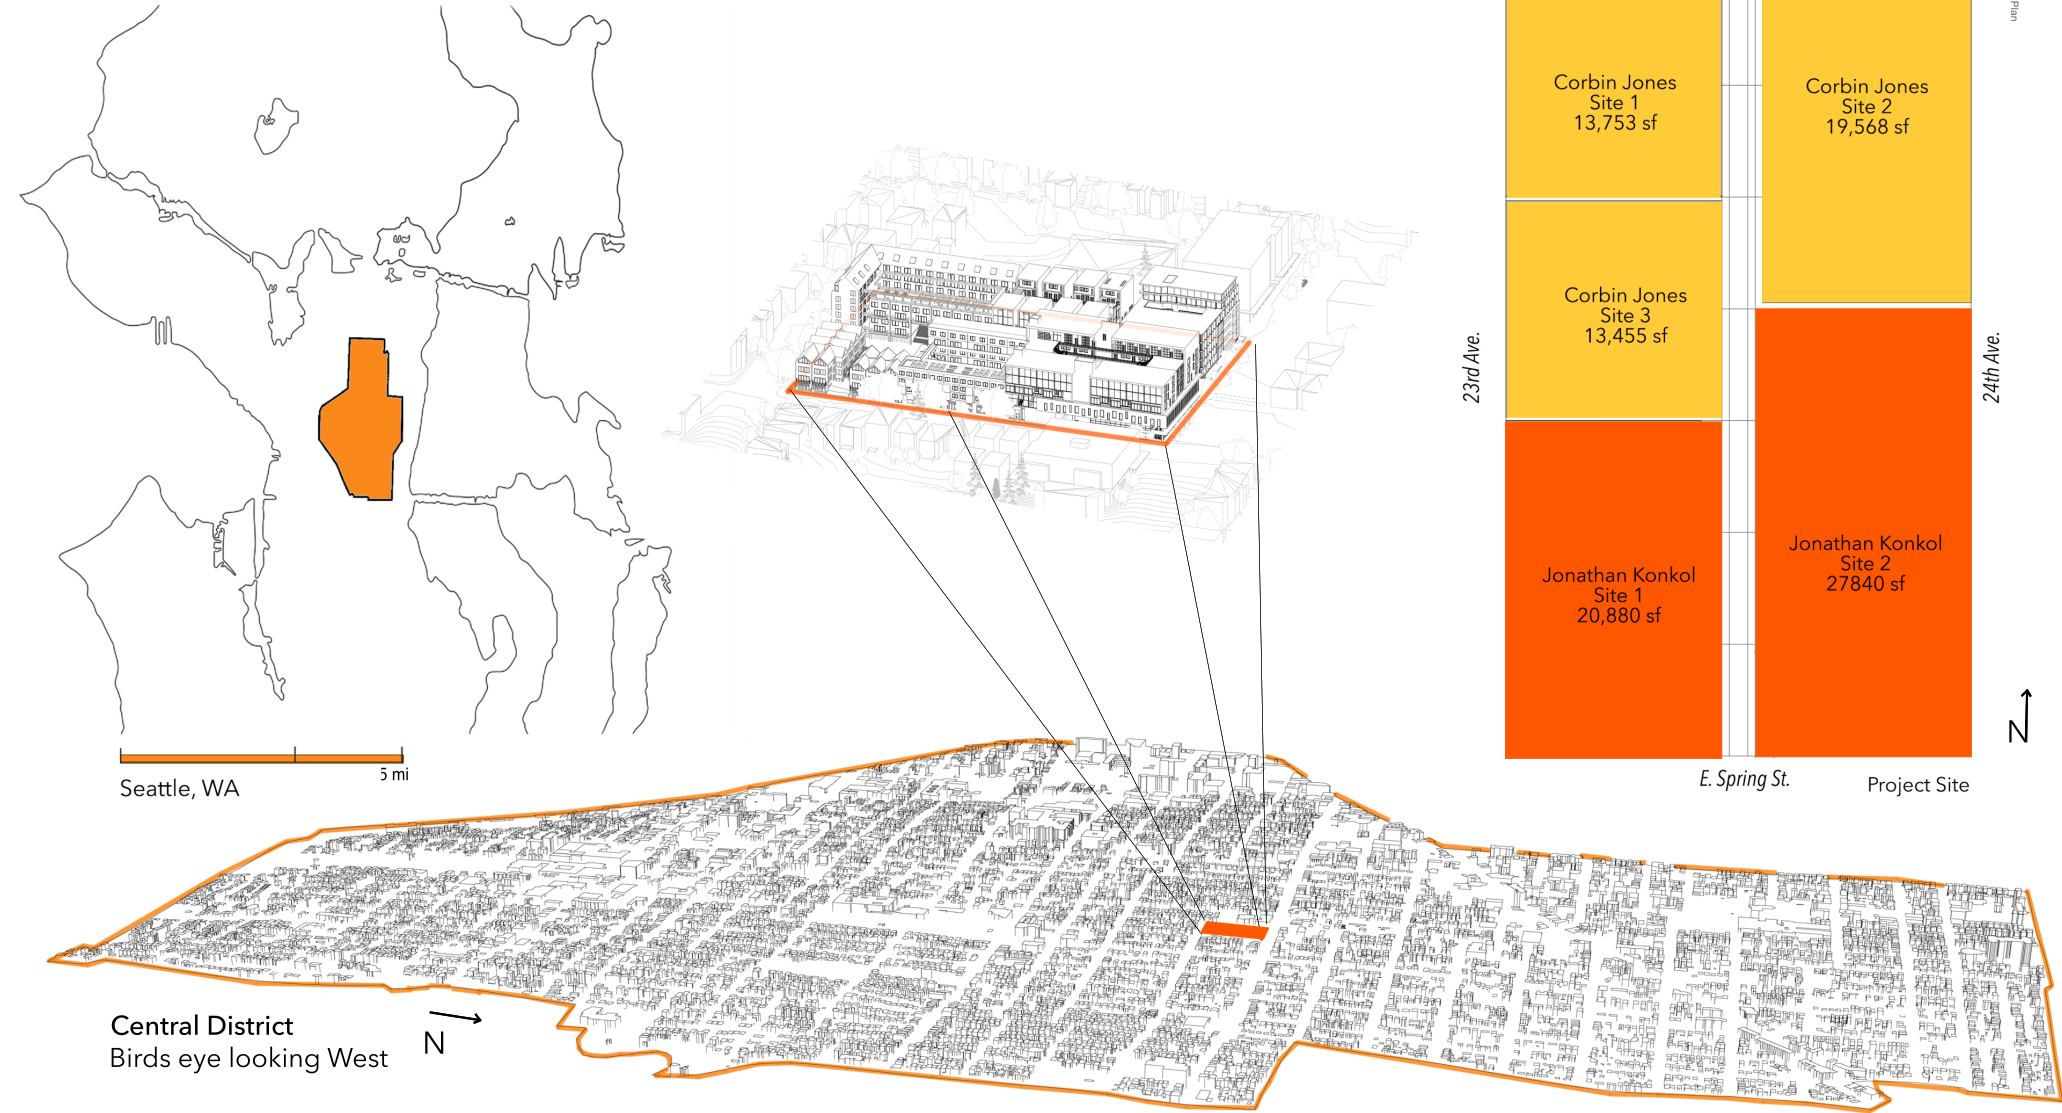 Plan
Corbin Jones
Site 1
13,753 sf
Corbin Jones
Site 2
19,568 sf
Corbin Jones
Site 3
13,455 sf
23rd Ave.
24th Ave.
Jonathan Konkol
Site 1
20,880 sf
Jonathan Konkol
Site 2
27840 sf
N
E. Spring St.
Project Site
5 mi
Seattle, WA
Central District
Birds eye looking West
N